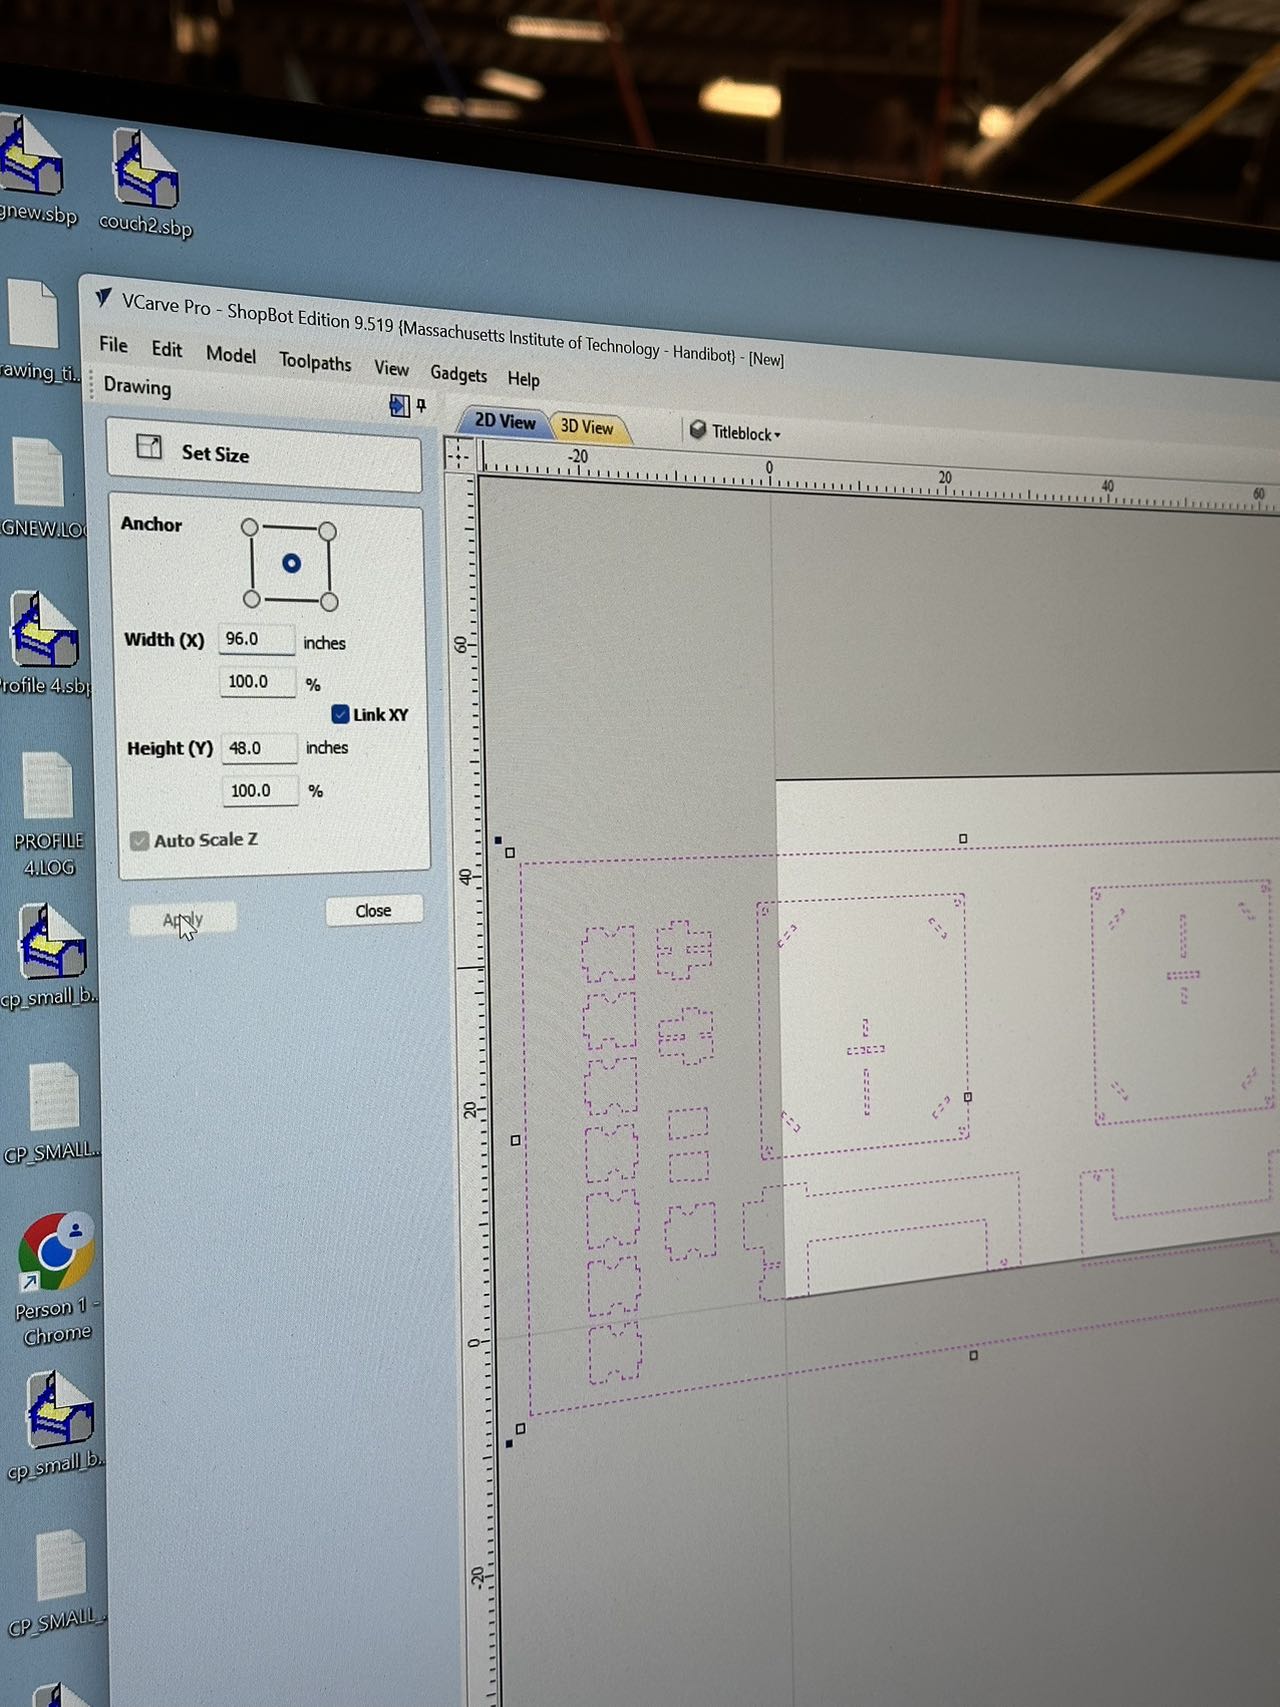 gnew.sbp
couch2.sbp
VCarve Pro - ShopBot Edition 9.519 {Massachusetts Institute of Technology - Handibot} - [New]
File Edit Model Toolpaths View Gadgets Help
rawing_ti...
Drawing
2D View
3D View
Titleblock
Set Size
-20
0
20
40
60
Anchor
GNEW.LO
Width (X) 96.0 inches
100.0 %
Link XY
60
rofile 4.sbp
Height (Y) 48.0 inches
100.0 %
Auto Scale Z
PROFILE
4.LOG
40
Apply
Close
cp_small_b...
20
CP_SMALL...
Person 1 -
Chrome
0
cp_small_b...
-20
CP_SMALL_...